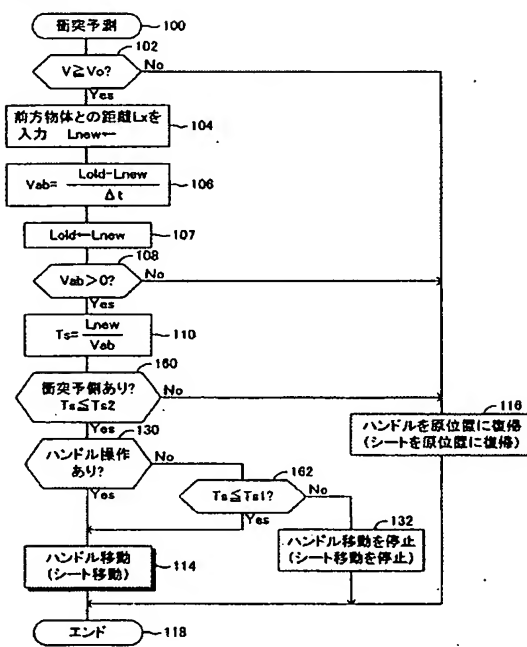 衝突予測
100
102
V≧Vo?
No
Yes
前方物体との距離Lxを
入力 Lnew←
104
Vab= Lold-Lnew
Δt
106
Lold←Lnew
107
108
Vab>0?
No
Yes
Ts= Lnew
Vab
110
160
衝突予測あり?
Ts≦Ts2
No
Yes
130
ハンドル操作
あり?
No
Yes
162
Ts≦Ts1?
No
Yes
ハンドルを原位置に復帰
(シートを原位置に復帰)
116
132
ハンドル移動を停止
(シート移動を停止)
ハンドル移動
(シート移動)
114
エンド
118